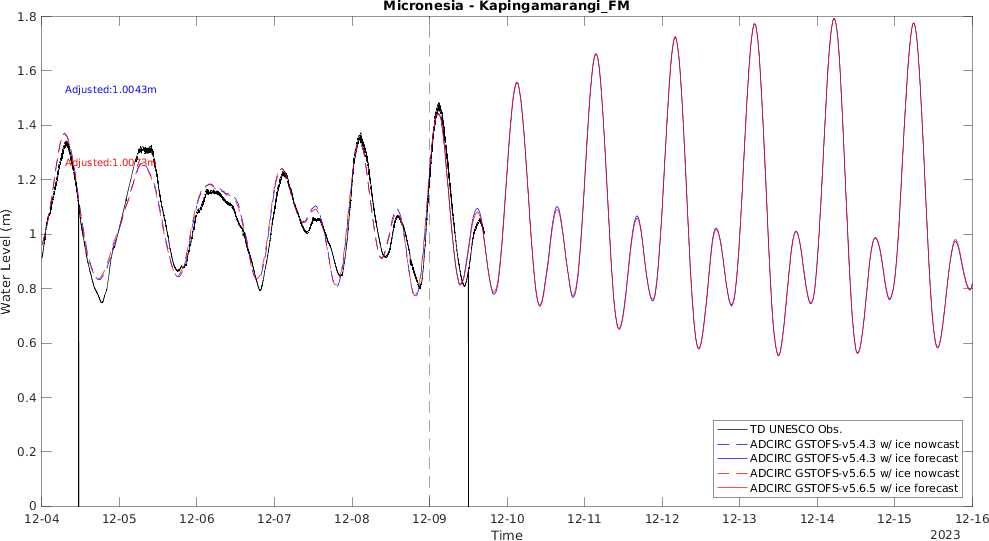 Micronesia - Kapingamarangi_FM
Water Level (m)
1.8
1.6
1.4
1.2
1
0.8
0.6
0.4
0.2
0
Adjusted:1.0043m
TD UNESCO Obs.
ADCIRC GSTOFS-v5.4.3 w/ ice nowcast
ADCIRC GSTOFS-v5.4.3 w/ ice forecast
ADCIRC GSTOFS-v5.6.5 w/ ice nowcast
ADCIRC GSTOFS-v5.6.5 w/ ice forecast
12-04 12-05 12-06 12-07 12-08 12-09 12-10 12-11 12-12 12-13 12-14 12-15 12-16
Time
2023